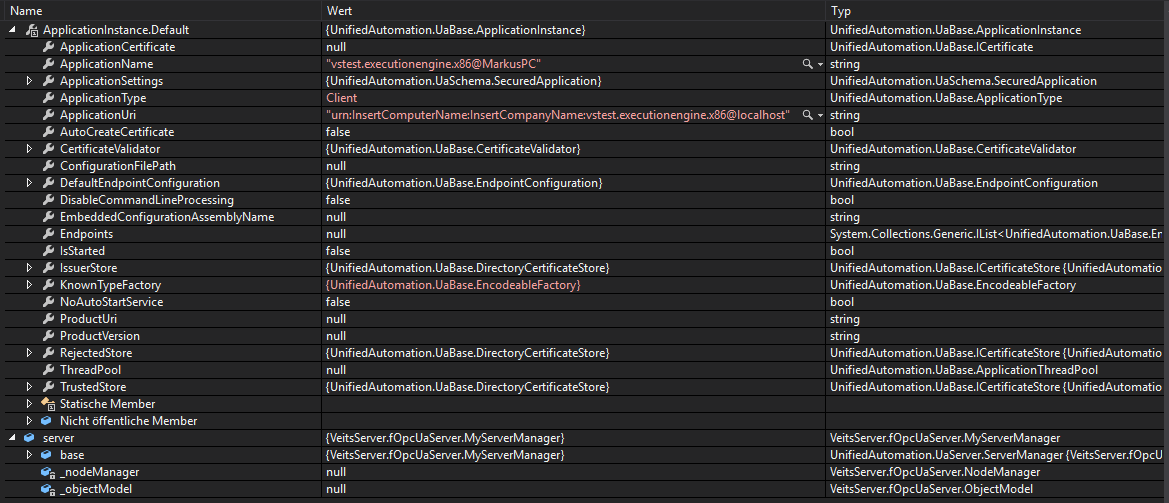 Name Wert Typ
ApplicationInstance.Default {UnifiedAutomation.UaBase.ApplicationInstance} UnifiedAutomation.UaBase.ApplicationInstance
ApplicationCertificate null UnifiedAutomation.UaBase.ICertificate
ApplicationName "vstest.executionengine.x86@MarkusPC" string
ApplicationSettings {UnifiedAutomation.UaSchema.SecuredApplication} UnifiedAutomation.UaSchema.SecuredApplication
ApplicationType Client UnifiedAutomation.UaBase.ApplicationType
ApplicationUri "urn:InsertComputerName:InsertCompanyName:vstest.executionengine.x86@localhost" string
AutoCreateCertificate false bool
CertificateValidator {UnifiedAutomation.UaBase.CertificateValidator} UnifiedAutomation.UaBase.CertificateValidator
ConfigurationFilePath null string
DefaultEndpointConfiguration {UnifiedAutomation.UaBase.EndpointConfiguration} UnifiedAutomation.UaBase.EndpointConfiguration
DisableCommandLineProcessing false bool
EmbeddedConfigurationAssemblyName null string
Endpoints null System.Collections.Generic.IList<UnifiedAutomation.UaBase.En
IsStarted false bool
IssuerStore {UnifiedAutomation.UaBase.DirectoryCertificateStore} UnifiedAutomation.UaBase.ICertificateStore {UnifiedAutomatio
KnownTypeFactory {UnifiedAutomation.UaBase.EncodeableFactory} UnifiedAutomation.UaBase.EncodeableFactory
NoAutoStartService false bool
ProductUri null string
ProductVersion null string
RejectedStore {UnifiedAutomation.UaBase.DirectoryCertificateStore} UnifiedAutomation.UaBase.ICertificateStore {UnifiedAutomatio
ThreadPool null UnifiedAutomation.UaBase.ApplicationThreadPool
TrustedStore {UnifiedAutomation.UaBase.DirectoryCertificateStore} UnifiedAutomation.UaBase.ICertificateStore {UnifiedAutomatio
Statische Member
Nicht öffentliche Member
server {VeitsServer.fOpcUaServer.MyServerManager} VeitsServer.fOpcUaServer.MyServerManager
base {VeitsServer.fOpcUaServer.MyServerManager} UnifiedAutomation.UaServer.ServerManager {VeitsServer.fOpcU
_nodeManager null VeitsServer.fOpcUaServer.NodeManager
_objectModel null VeitsServer.fOpcUaServer.ObjectModel